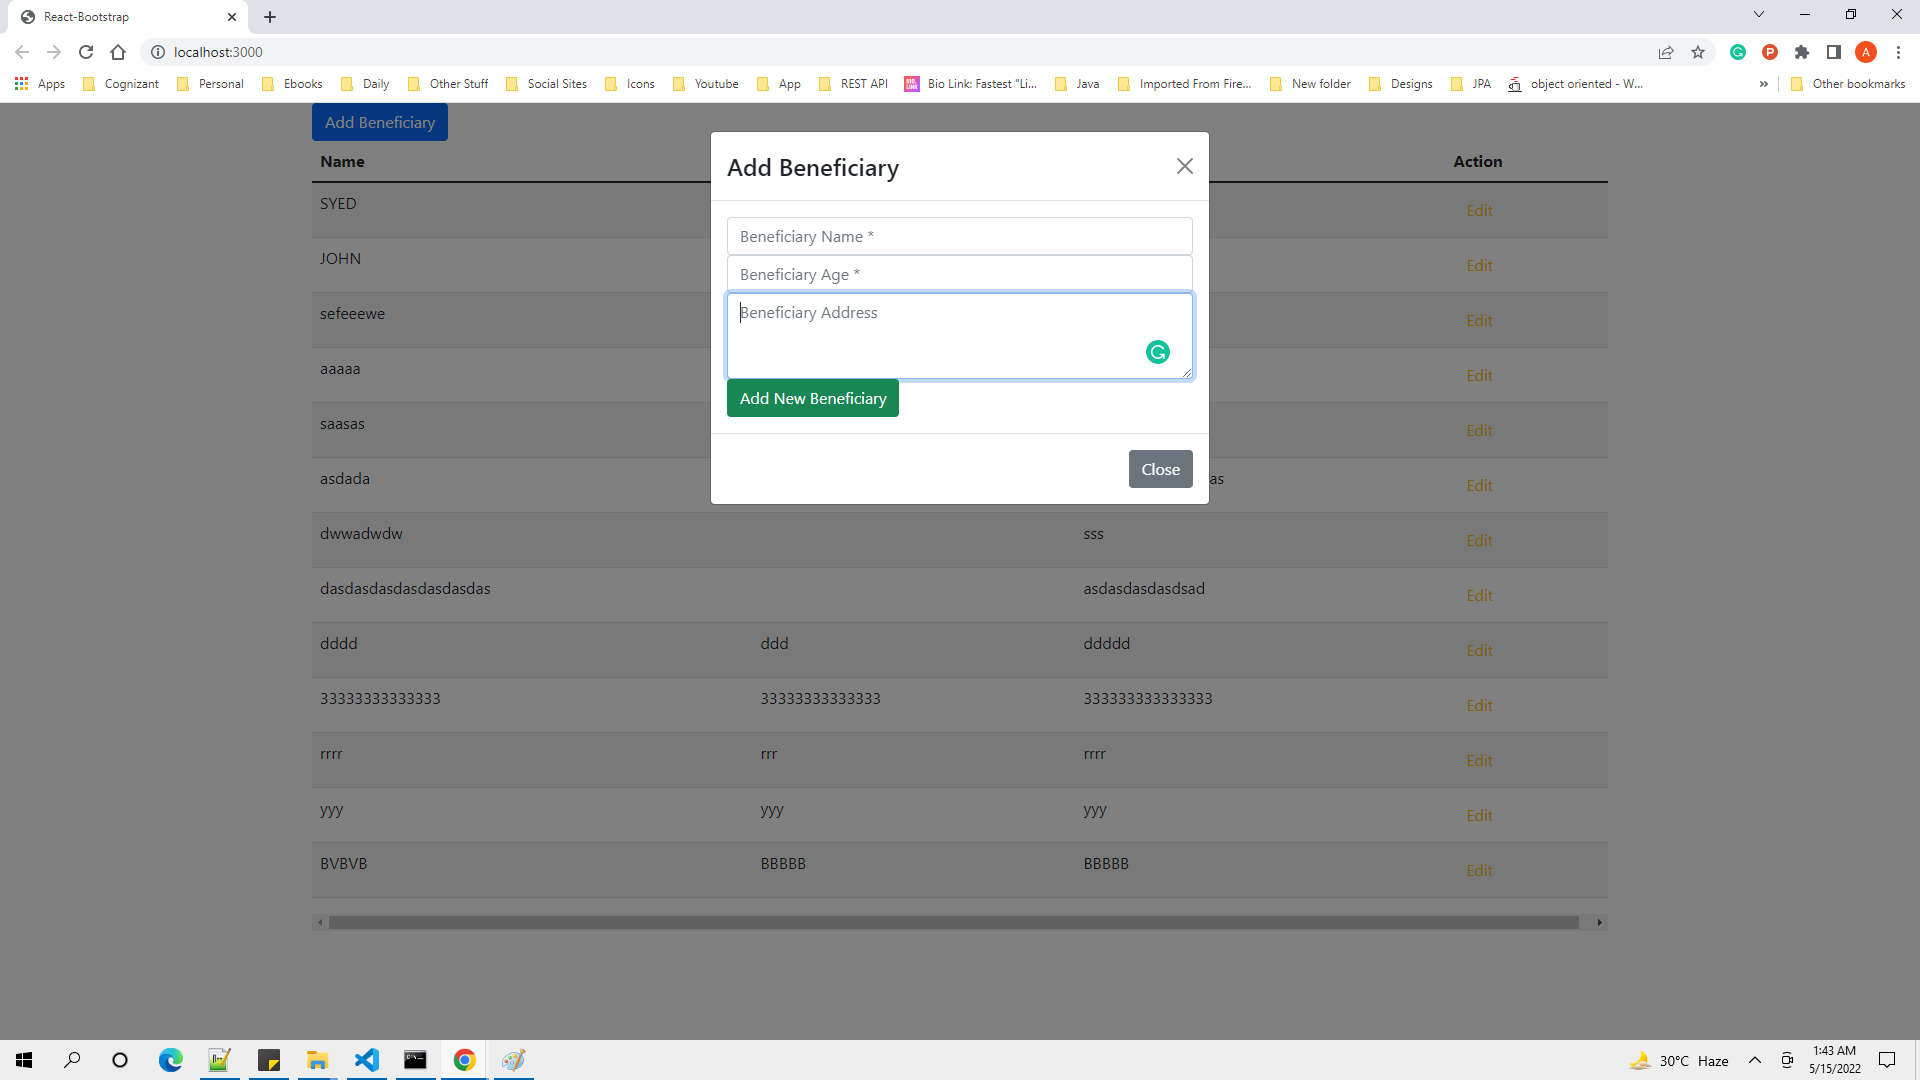 React-Bootstrap
localhost:3000
Apps Cognizant Personal Ebooks Daily Other Stuff Social Sites Icons Youtube App REST API Bio Link: Fastest "Li... Java Imported From Fire... New folder Designs JPA object oriented - W... » Other bookmarks
Add Beneficiary
Name Action
Add Beneficiary
Beneficiary Name *
Beneficiary Age *
Beneficiary Address
Add New Beneficiary
Close
SYED Edit
JOHN Edit
sefeeewe Edit
aaaaa Edit
saasas Edit
asdada as Edit
dwwadwdw sss Edit
dasdasdasdasdasdasdas asdasdasdasdsad Edit
dddd ddd ddddd Edit
33333333333333 33333333333333 333333333333333 Edit
rrrr rrr rrrr Edit
yyy yyy yyy Edit
BVBVB BBBBB BBBBB Edit
30°C Haze
1:43 AM
5/15/2022